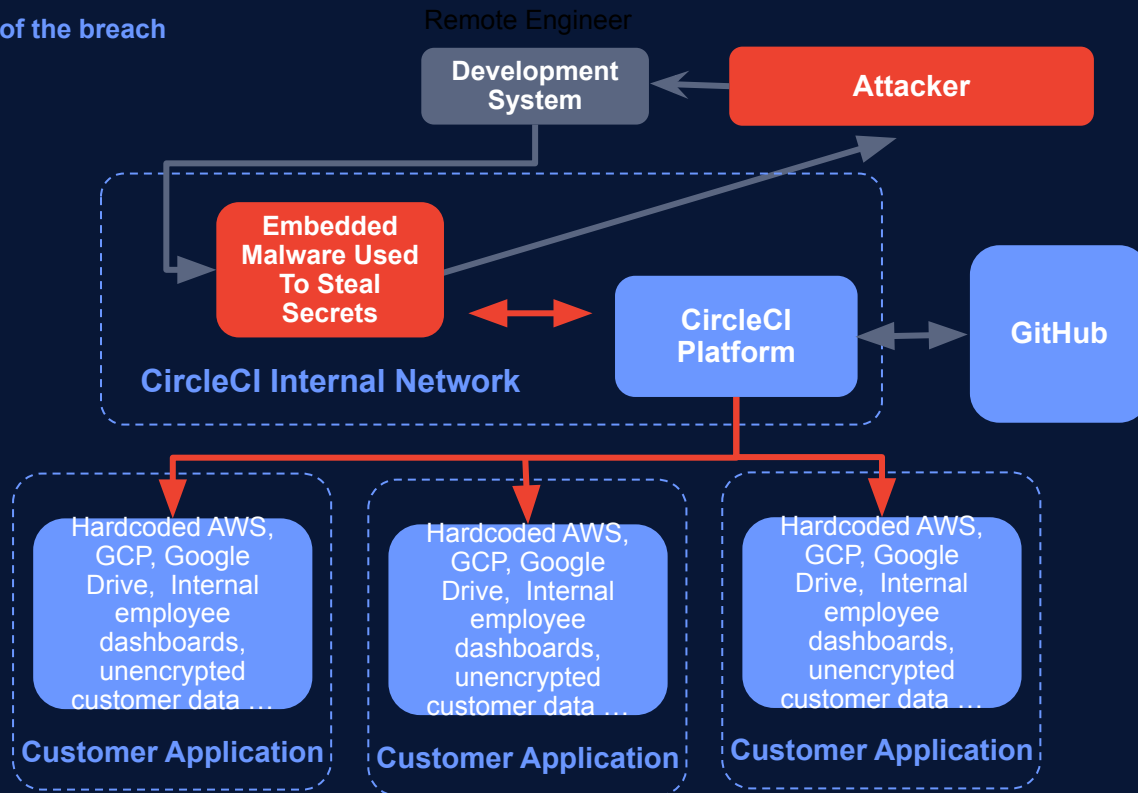 of the breach
Remote Engineer
Development
System
Attacker
Embedded
Malware Used
To Steal
Secrets
CircleCI
Platform
GitHub
CircleCI Internal Network
Hardcoded AWS,
GCP, Google
Drive,  Internal
employee
dashboards,
unencrypted
customer data …
Customer Application
Hardcoded AWS,
GCP, Google
Drive,  Internal
employee
dashboards,
unencrypted
customer data …
Customer Application
Hardcoded AWS,
GCP, Google
Drive,  Internal
employee
dashboards,
unencrypted
customer data …
Customer Application